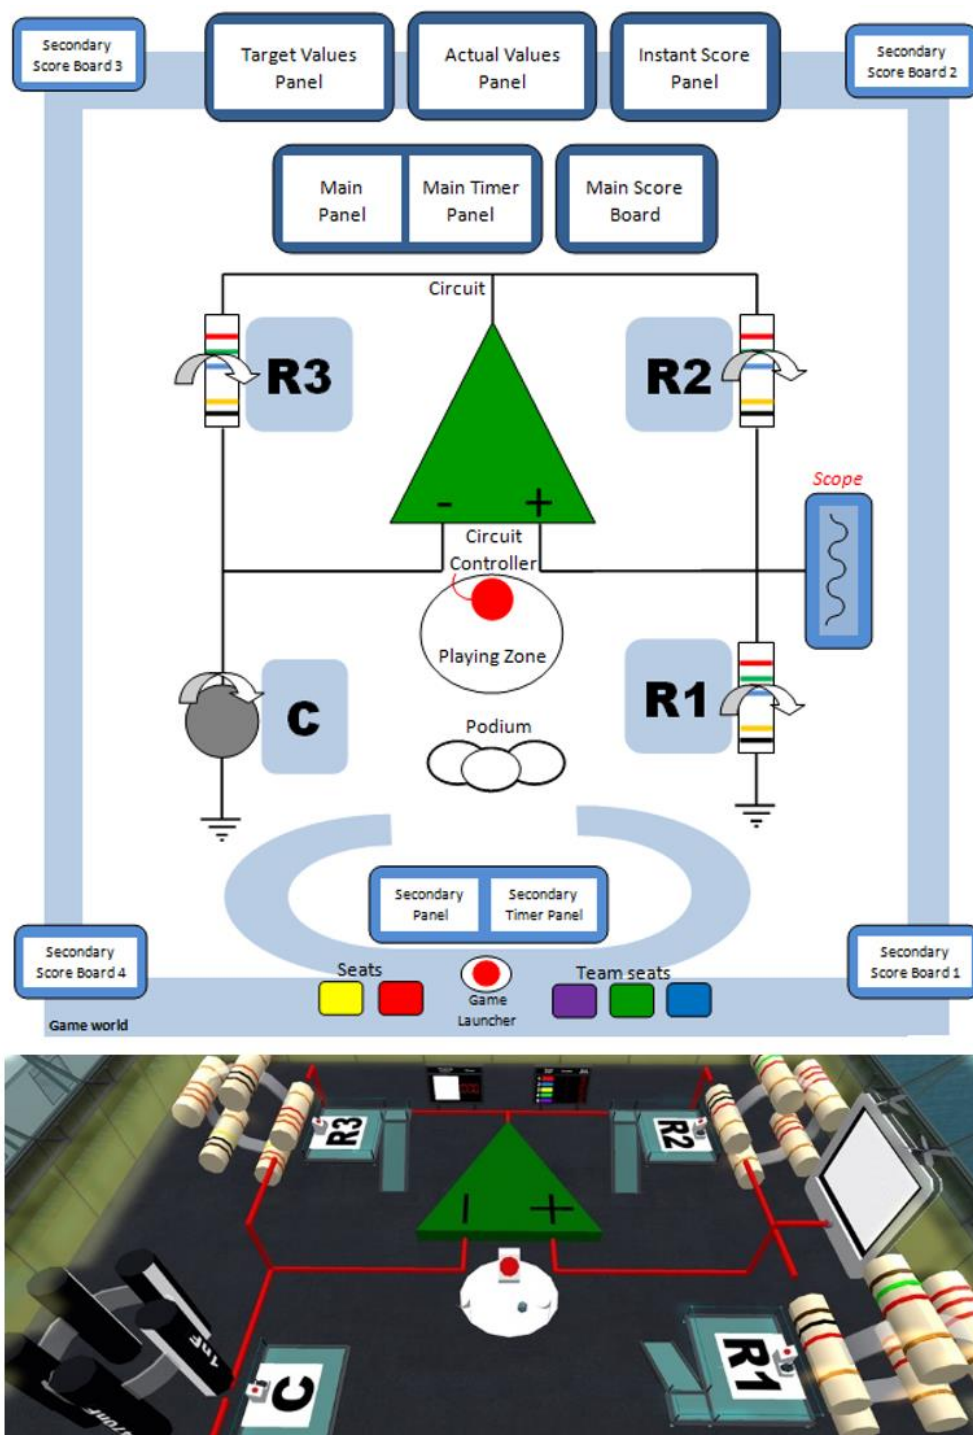 Secondary
Score Board 3
Target Values
Panel
Actual Values
Panel
Instant Score
Panel
Secondary
Score Board 2
Main
Panel
Main Timer
Panel
Main Score
Board
Circuit
R3
R2
Scope
- +
Circuit
Controller
Playing Zone
C
R1
Podium
Secondary
Panel
Secondary
Timer Panel
Secondary
Score Board 4
Seats
Game
Launcher
Team seats
Secondary
Score Board 1
Game world
R3
R2
- +
1nF
C
R1